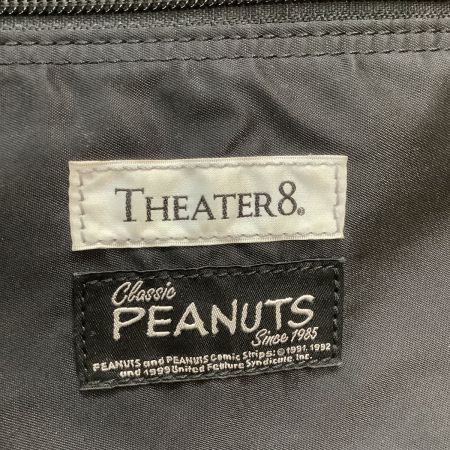 THEATER8®
Classic
PEANUTS
Since 1985
PEANUTS and PEANUTS Comic Strips: © 1991, 1992
and 1999 United Feature Syndicate, Inc.